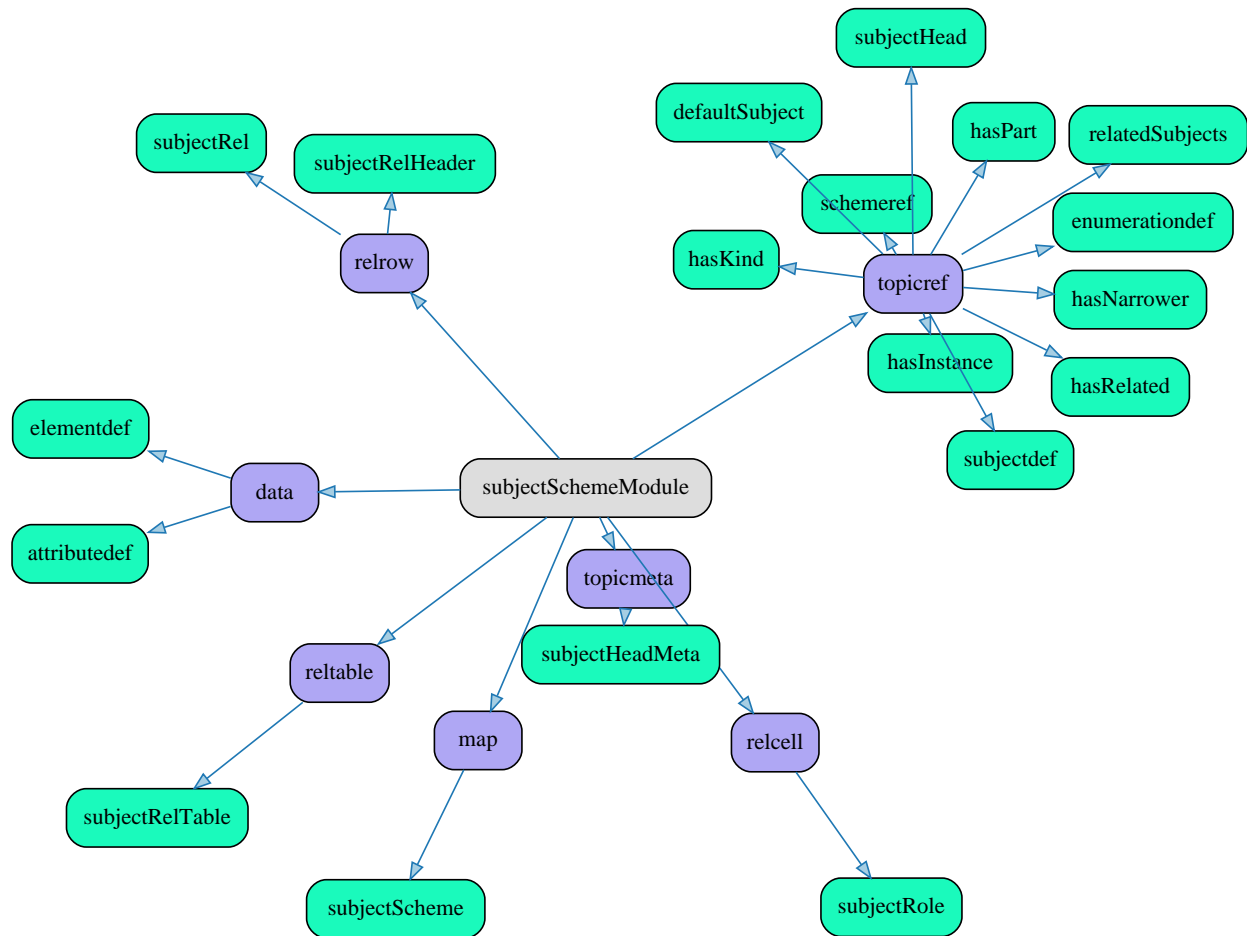 subjectHead
defaultSubject
hasPart
relatedSubjects
subjectRel
subjectRelHeader
schemeref
enumerationdef
relrow
hasKind
topicref
hasNarrower
hasInstance
hasRelated
elementdef
subjectdef
data
subjectSchemeModule
attributedef
topicmeta
subjectHeadMeta
reltable
map
relcell
subjectRelTable
subjectScheme
subjectRole